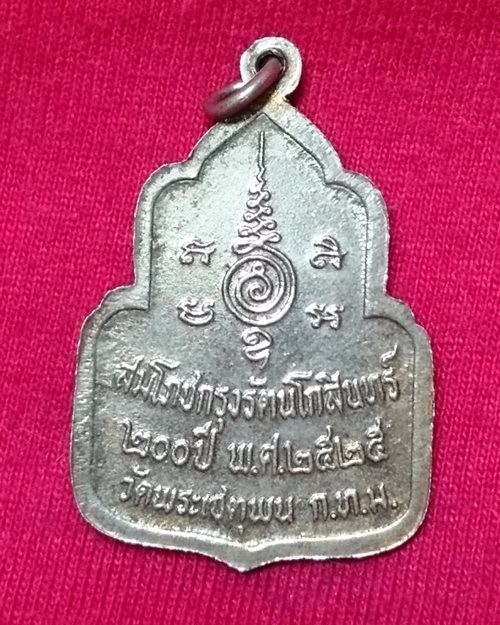 สมโภชกรุงรัตนโกสินทร์
๒๐๐ปี พ.ศ.๒๕๒๕
วัดพระเชตุพน ก.ท.ม.